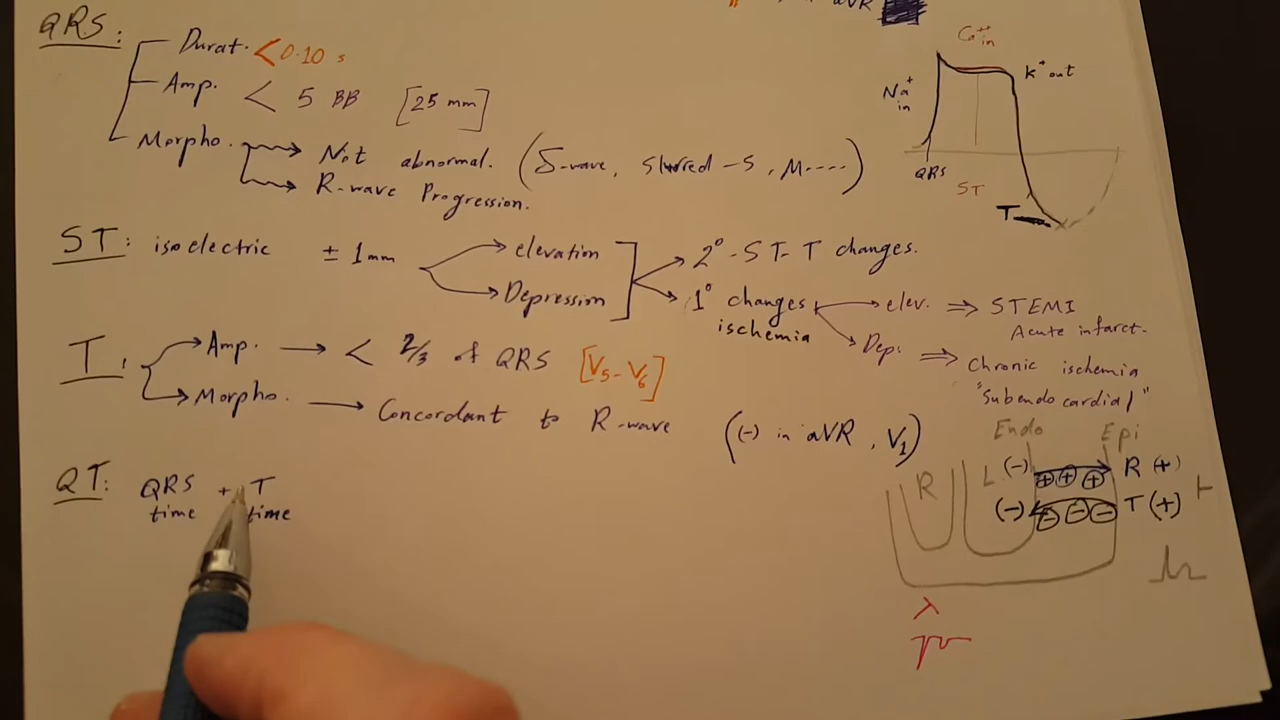 QRS:
Durat. <0.10 s
Amp. < 5 BB [25 mm]
Morpho. Not abnormal. (δ-wave, slurred-S, M....)
R-wave Progression.
ST: isoelectric ± 1mm elevation
Depression
2° - ST-T changes.
1° changes
ischemia
elev. ⇒ STEMI
Acute infarct.
Dep. ⇒ Chronic ischemia
"Subendocardial"
T: Amp. → < 2/3 of QRS [V5-V6]
Morpho. → Concordant to R-wave ((-) in aVR, V1)
QT: QRS + T
time time
aVR
Ca++
in
Na+
in
K+ out
QRS
ST
T
Endo Epi
R L (-) + + + R (+)
(-) - - - T (+)